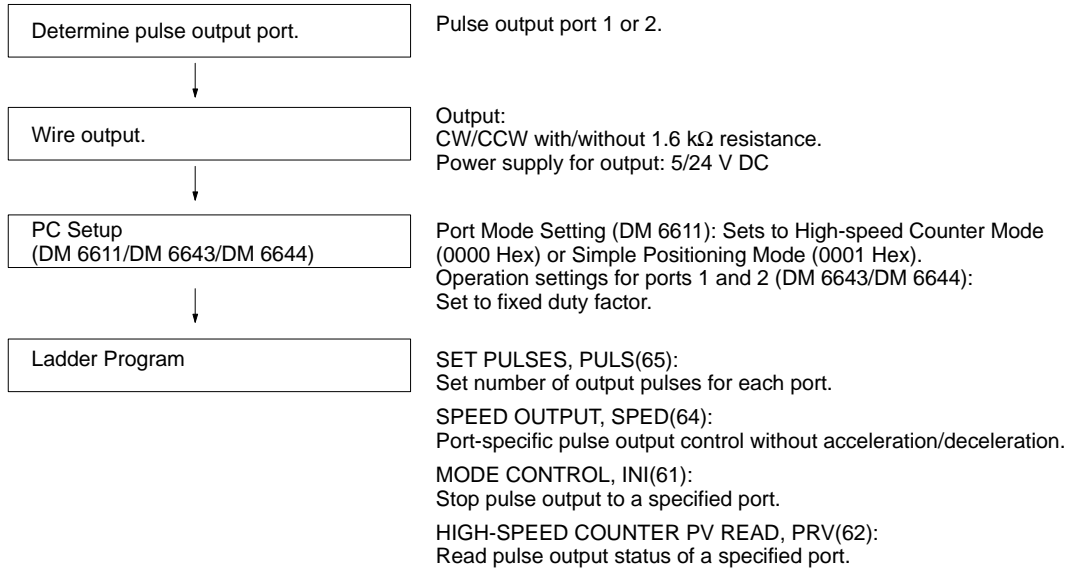 Determine pulse output port.
Pulse output port 1 or 2.
Wire output.
Output:
CW/CCW with/without 1.6 kΩ resistance.
Power supply for output: 5/24 V DC
PC Setup
(DM 6611/DM 6643/DM 6644)
Port Mode Setting (DM 6611): Sets to High-speed Counter Mode
(0000 Hex) or Simple Positioning Mode (0001 Hex).
Operation settings for ports 1 and 2 (DM 6643/DM 6644):
Set to fixed duty factor.
Ladder Program
SET PULSES, PULS(65):
Set number of output pulses for each port.
SPEED OUTPUT, SPED(64):
Port-specific pulse output control without acceleration/deceleration.
MODE CONTROL, INI(61):
Stop pulse output to a specified port.
HIGH-SPEED COUNTER PV READ, PRV(62):
Read pulse output status of a specified port.